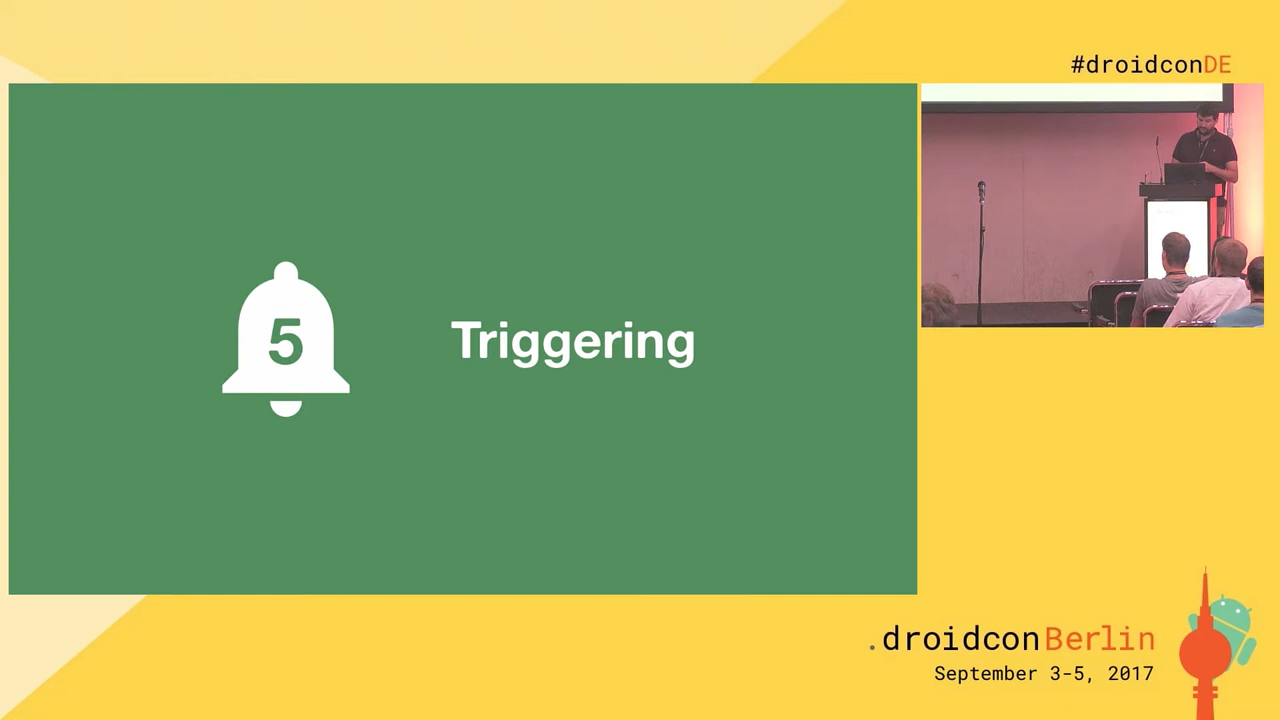 #droidconDE
5
Triggering
.droidconBerlin
September 3-5, 2017